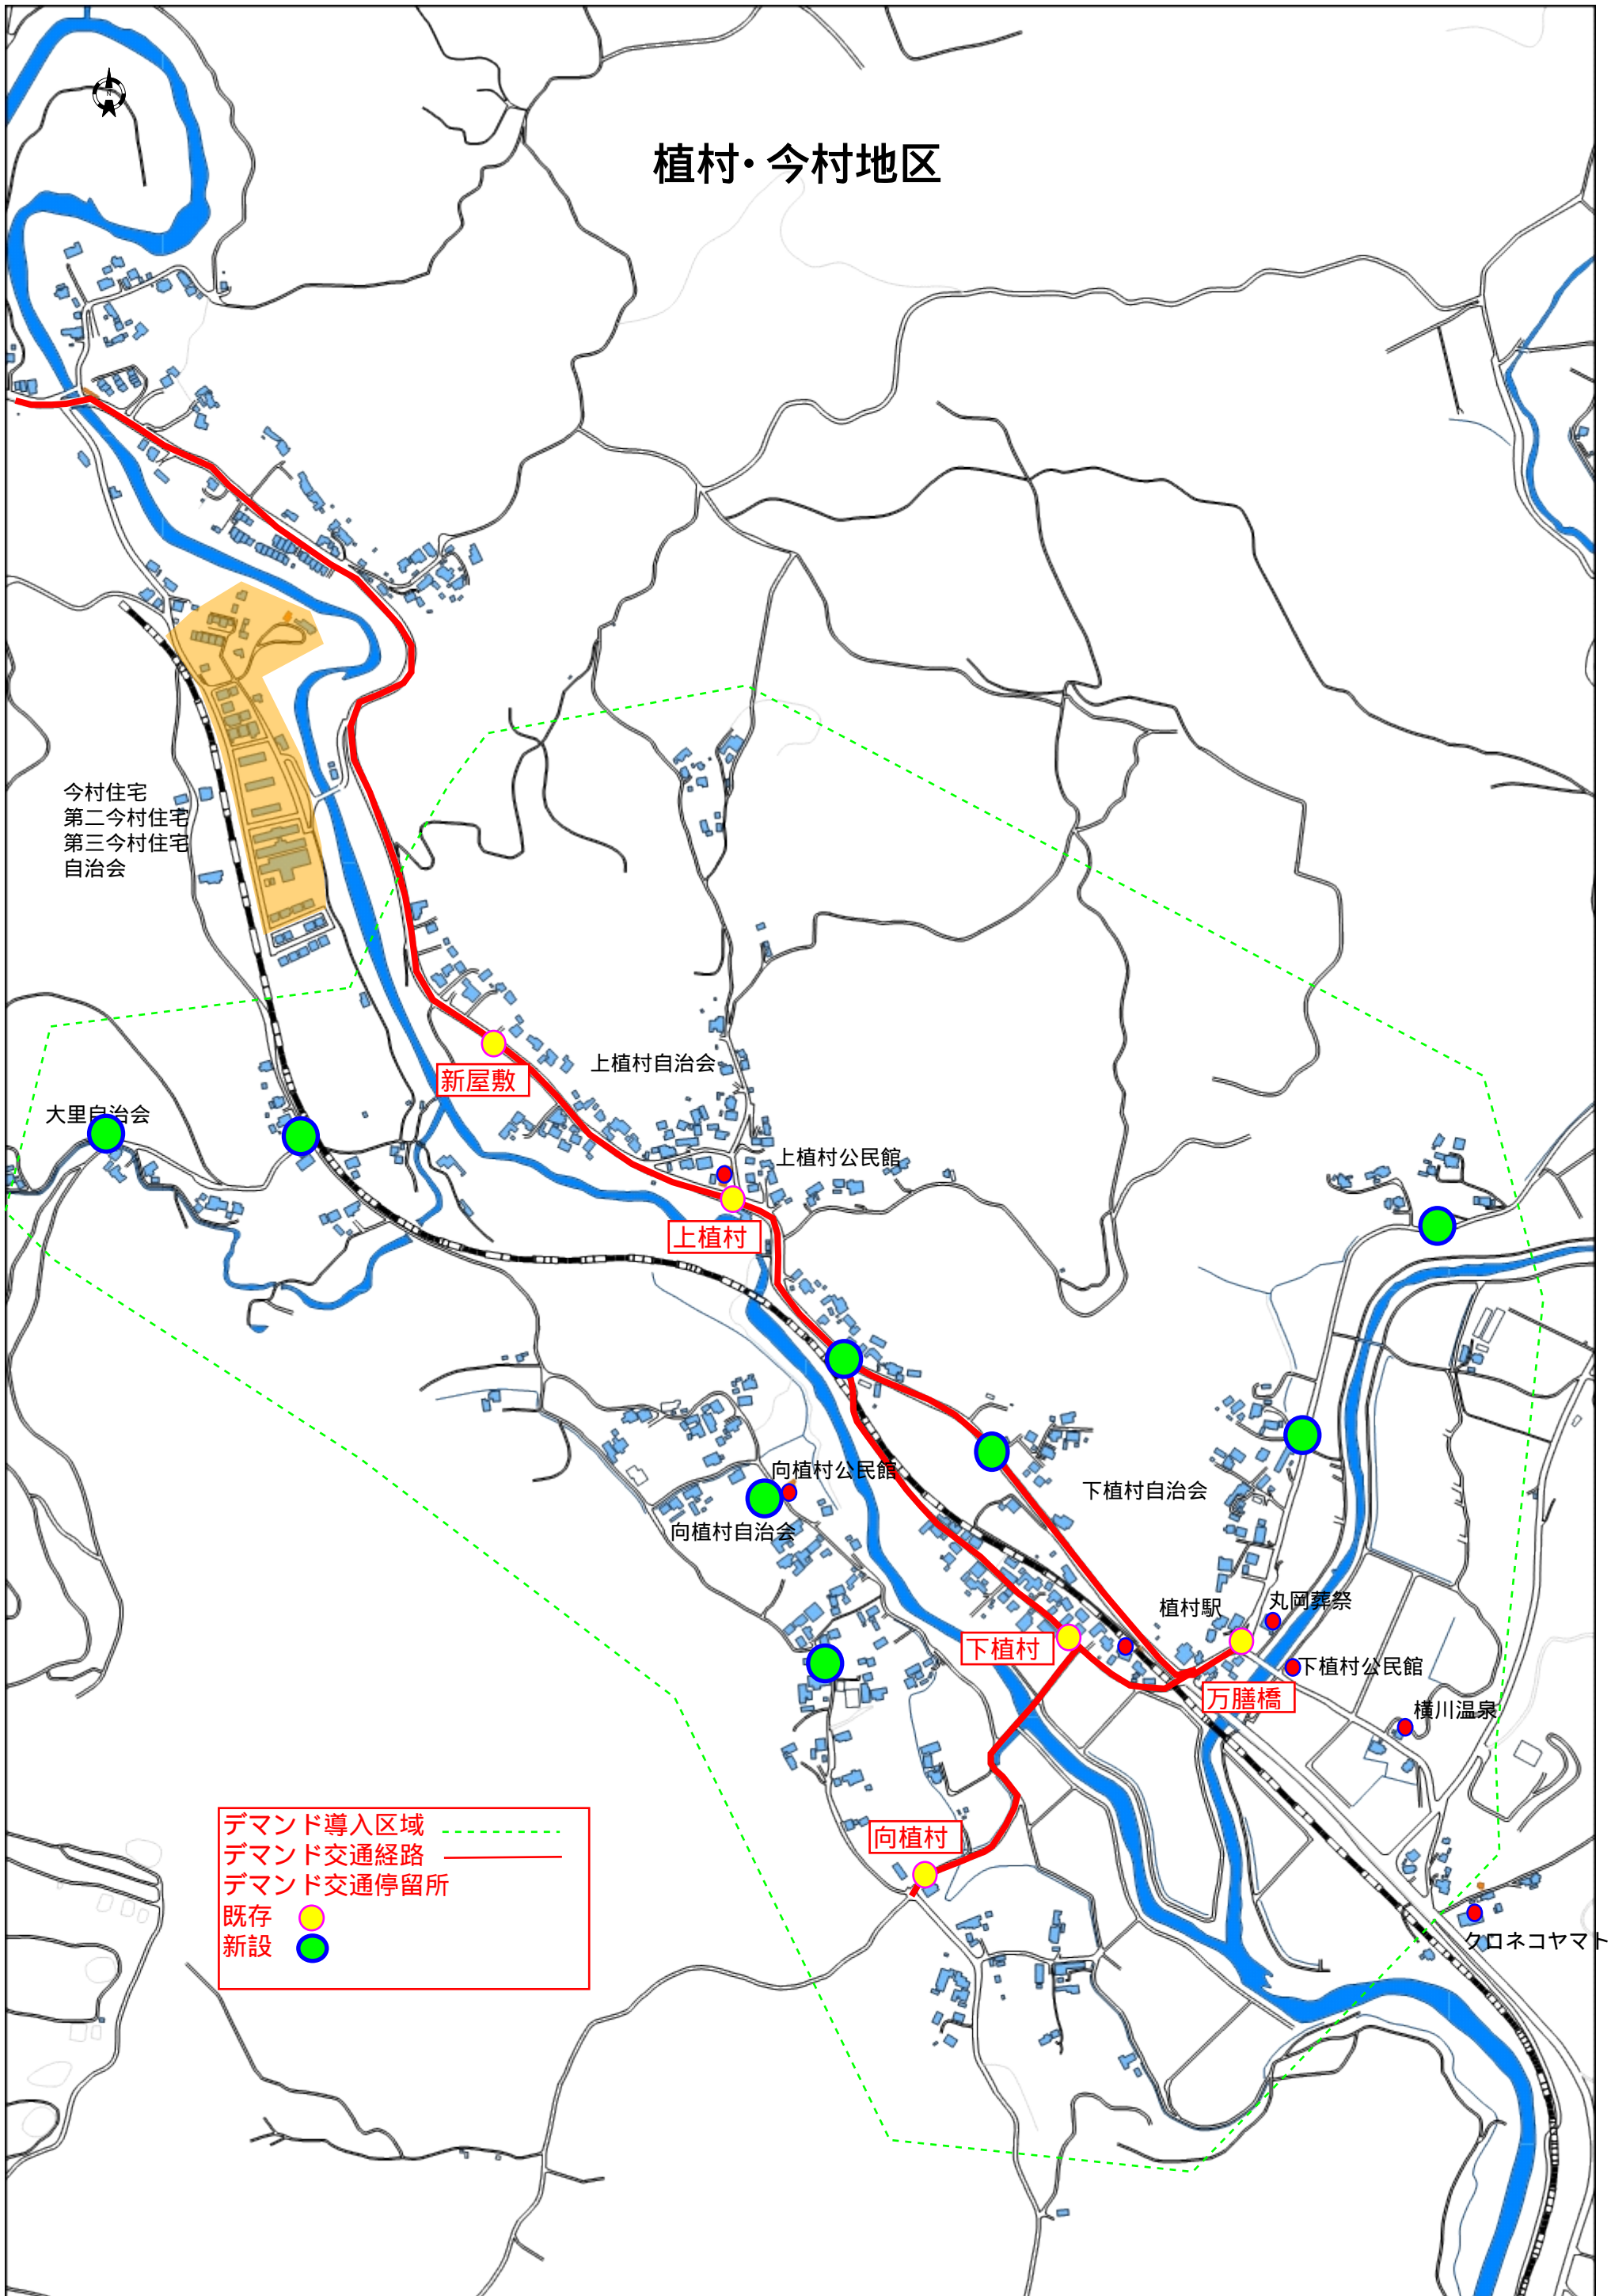 植村・今村地区
今村住宅
第二今村住宅
第三今村住宅
自治会
上植村自治会
新屋敷
大里自治会
上植村公民館
上植村
向植村公民館
下植村自治会
向植村自治会
植村駅
丸岡葬祭
下植村
下植村公民館
万膳橋
横川温泉
向植村
デマンド導入区域
デマンド交通経路
デマンド交通停留所
既存
新設
クロネコヤマト